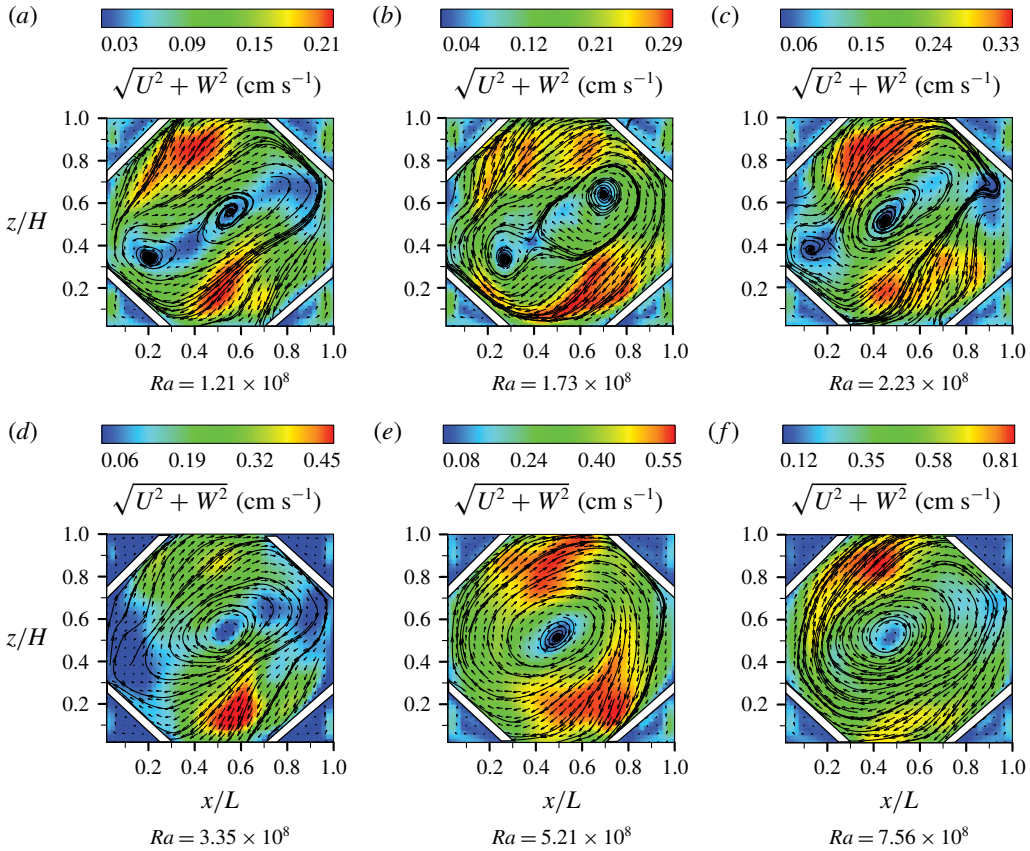 (a) (b) (c)
0.03 0.09 0.15 0.21 0.04 0.13 0.21 0.29 0.06 0.15 0.24 0.33
√U² + W² (cm s⁻¹) √U² + W² (cm s⁻¹) √U² + W² (cm s⁻¹)
1.0
0.8
0.6
z/H
0.4
0.2
0.2 0.4 0.6 0.8 1.0 0.2 0.4 0.6 0.8 1.0 0.2 0.4 0.6 0.8 1.0
Ra = 1.21 × 10⁸ Ra = 1.73 × 10⁸ Ra = 2.23 × 10⁸
(d) (e) (f)
0.06 0.19 0.32 0.45 0.08 0.24 0.40 0.55 0.12 0.35 0.58 0.81
√U² + W² (cm s⁻¹) √U² + W² (cm s⁻¹) √U² + W² (cm s⁻¹)
1.0
0.8
0.6
z/H
0.4
0.2
0.2 0.4 0.6 0.8 1.0 0.2 0.4 0.6 0.8 1.0 0.2 0.4 0.6 0.8 1.0
x/L x/L x/L
Ra = 3.35 × 10⁸ Ra = 5.21 × 10⁸ Ra = 7.56 × 10⁸